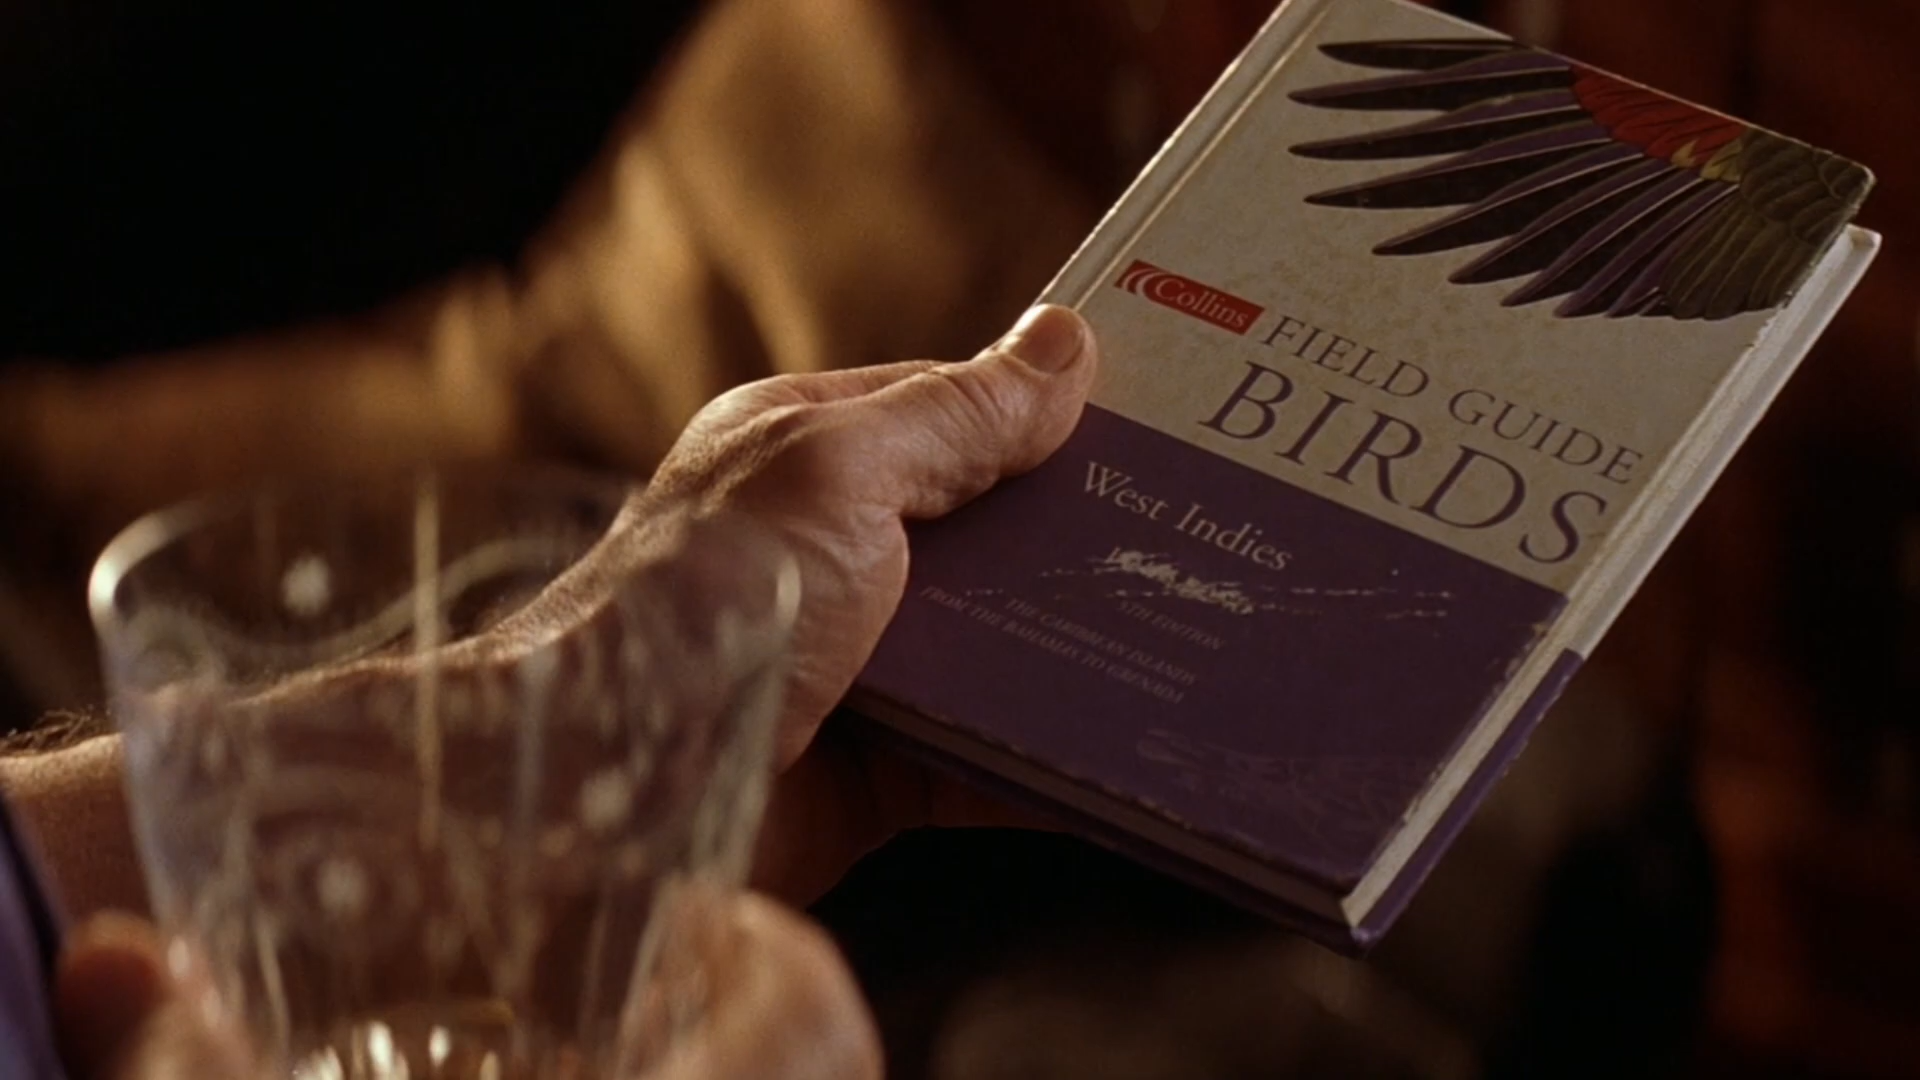 Collins
FIELD GUIDE
BIRDS
West Indies
5TH EDITION
THE CARIBBEAN ISLANDS
FROM THE BAHAMAS TO GRENADA